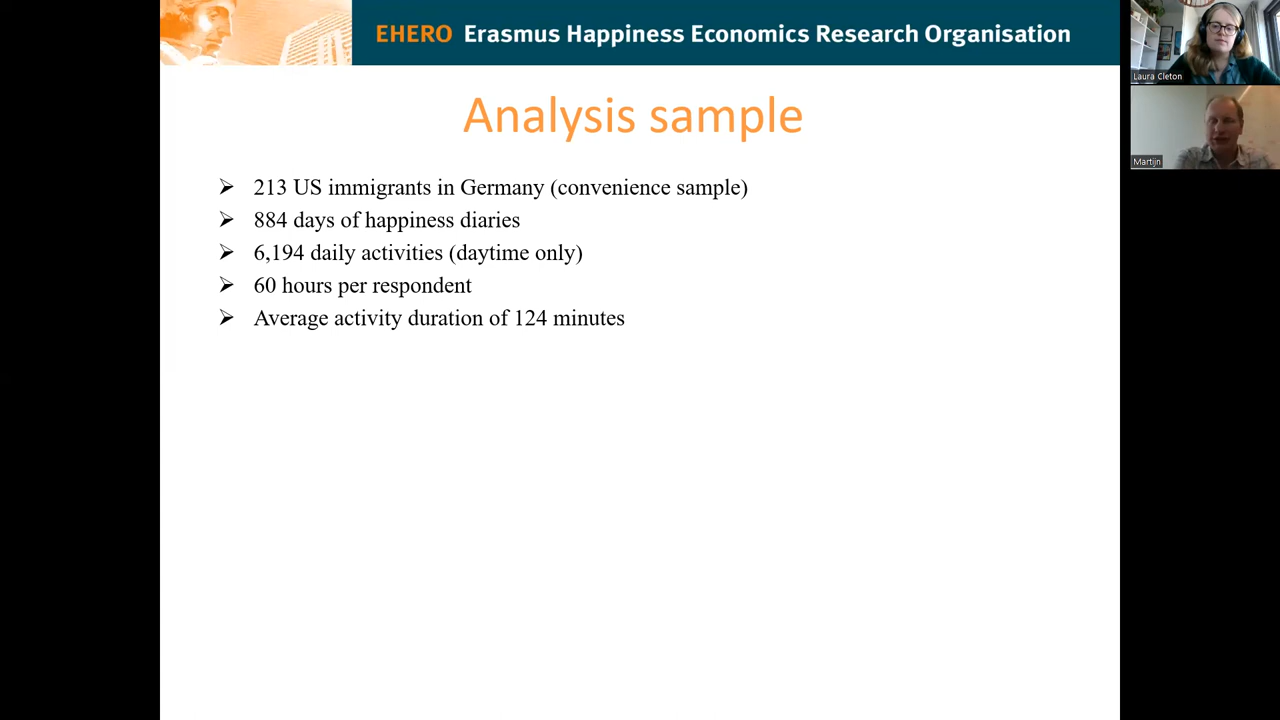 EHERO Erasmus Happiness Economics Research Organisation
Analysis sample
213 US immigrants in Germany (convenience sample)
884 days of happiness diaries
6,194 daily activities (daytime only)
60 hours per respondent
Average activity duration of 124 minutes
Laura Cleton
Martijn